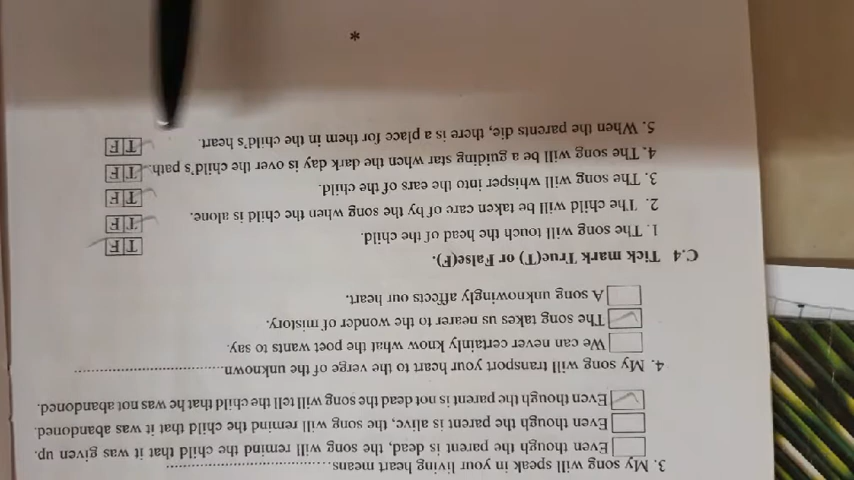 3. My song will speak in your living heart means................................
Even though the parent is dead, the song will remind the child that it was given up.
Even though the parent is alive, the song will remind the child that it was abandoned.
Even though the parent is not dead the song will tell the child that he was not abandoned.
4. My song will transport your heart to the verge of the unknown................................
We can never certainly know what the poet wants to say.
The song takes us nearer to the wonder of mistory.
A song unknowingly affects our heart.
C.4 Tick mark True(T) or False(F).
1. The song will touch the head of the child. T F
2. The child will be taken care of by the song when the child is alone. T F
3. The song will whisper into the ears of the child. T F
4. The song will be a guiding star when the dark day is over the child's path. T F
5. When the parents die, there is a place for them in the child's heart. T F
*